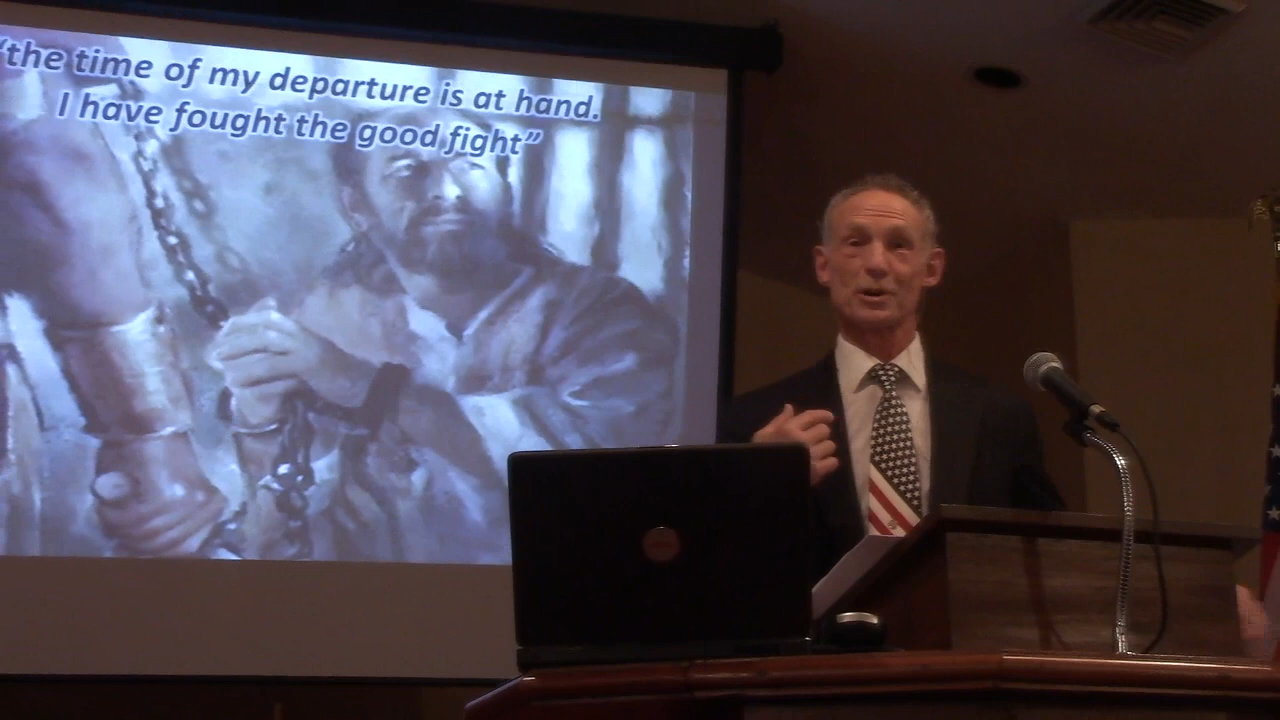 “the time of my departure is at hand.
I have fought the good fight”